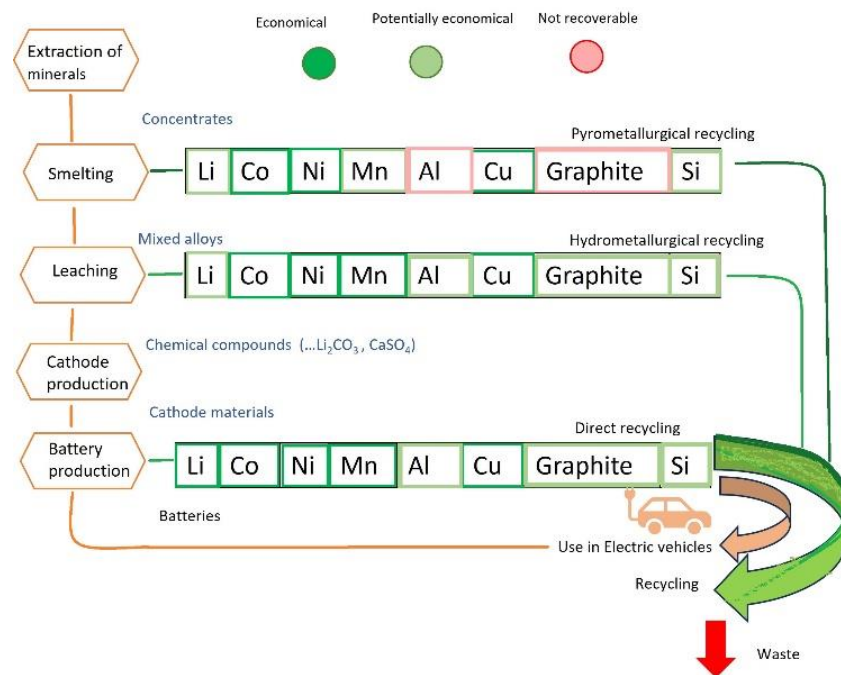 Economical
Potentially economical
Not recoverable
Extraction of
minerals
Concentrates
Pyrometallurgical recycling
Smelting
Li Co Ni Mn Al Cu Graphite Si
Mixed alloys
Hydrometallurgical recycling
Leaching
Li Co Ni Mn Al Cu Graphite Si
Chemical compounds (...Li₂CO₃ , CaSO₄)
Cathode
production
Cathode materials
Direct recycling
Battery
production
Li Co Ni Mn Al Cu Graphite Si
Batteries
Use in Electric vehicles
Recycling
Waste